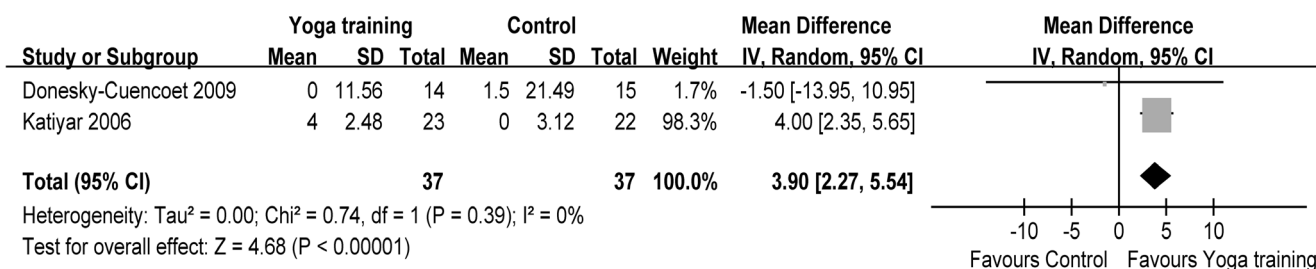 Yoga training Control Mean Difference Mean Difference
Study or Subgroup Mean SD Total Mean SD Total Weight IV, Random, 95% CI IV, Random, 95% CI
Donesky-Cuencoet 2009 0 11.56 14 1.5 21.49 15 1.7% -1.50 [-13.95, 10.95]
Katiyar 2006 4 2.48 23 0 3.12 22 98.3% 4.00 [2.35, 5.65]
Total (95% CI) 37 37 100.0% 3.90 [2.27, 5.54]
Heterogeneity: Tau² = 0.00; Chi² = 0.74, df = 1 (P = 0.39); I² = 0%
Test for overall effect: Z = 4.68 (P < 0.00001)
-10 -5 0 5 10
Favours Control Favours Yoga training